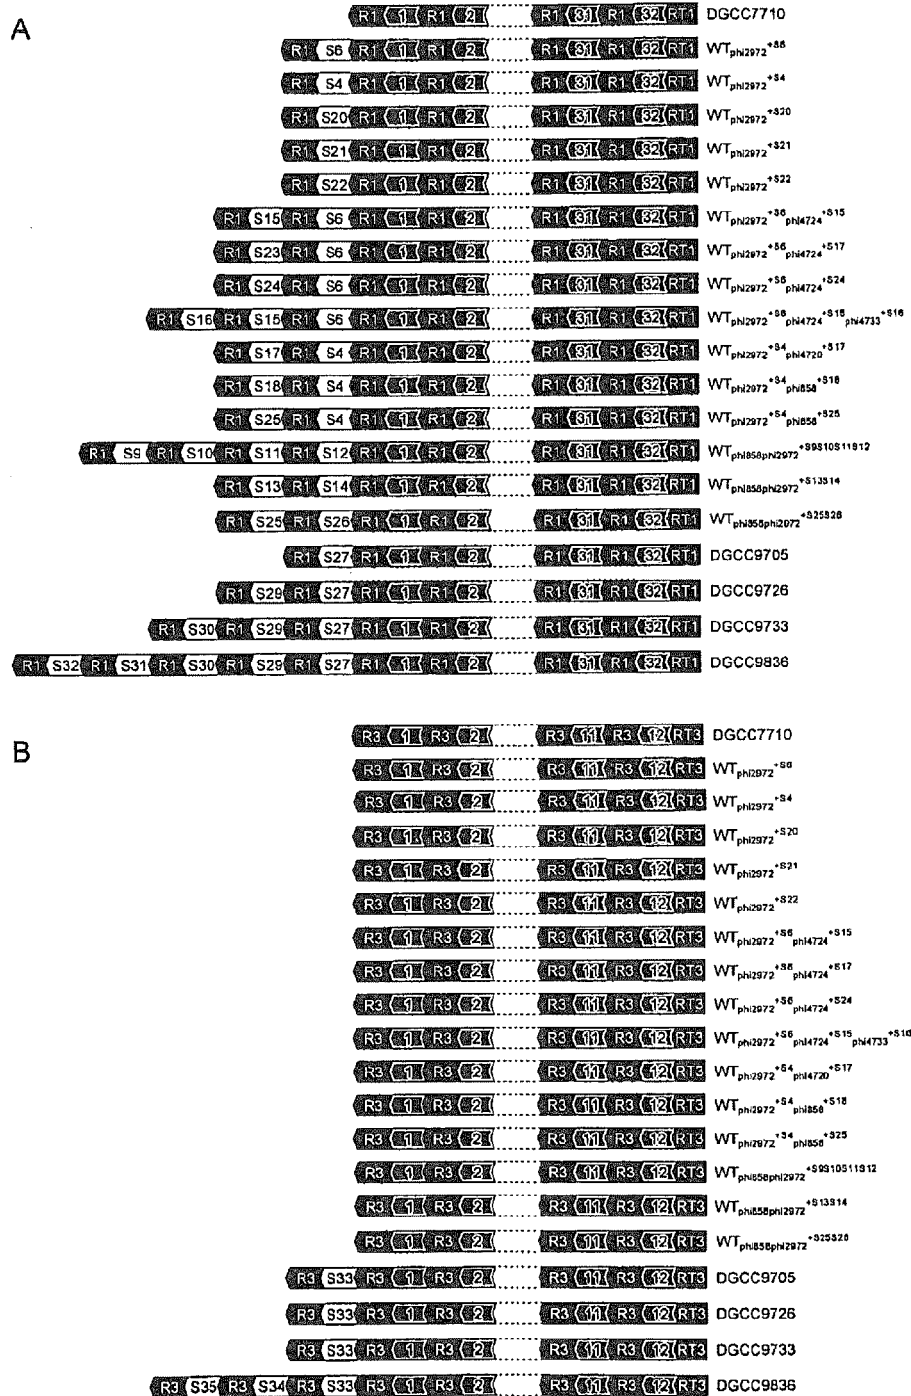 A
R1 1 R1 2 R1 31 R1 32 RT1 DGCC7710
R1 S6 R1 1 R1 2 R1 31 R1 32 RT1 WTphi2972+S6
R1 S4 R1 1 R1 2 R1 31 R1 32 RT1 WTphi2972+S4
R1 S20 R1 1 R1 2 R1 31 R1 32 RT1 WTphi2972+S20
R1 S21 R1 1 R1 2 R1 31 R1 32 RT1 WTphi2972+S21
R1 S22 R1 1 R1 2 R1 31 R1 32 RT1 WTphi2972+S22
R1 S15 R1 S6 R1 1 R1 2 R1 31 R1 32 RT1 WTphi2972+S6phi4724+S15
R1 S23 R1 S6 R1 1 R1 2 R1 31 R1 32 RT1 WTphi2972+S6phi4724+S17
R1 S24 R1 S6 R1 1 R1 2 R1 31 R1 32 RT1 WTphi2972+S6phi4724+S24
R1 S16 R1 S15 R1 S6 R1 1 R1 2 R1 31 R1 32 RT1 WTphi2972+S6phi4724+S15phi4733+S16
R1 S17 R1 S4 R1 1 R1 2 R1 31 R1 32 RT1 WTphi2972+S4phi4720+S17
R1 S18 R1 S4 R1 1 R1 2 R1 31 R1 32 RT1 WTphi2972+S4phi858+S18
R1 S25 R1 S4 R1 1 R1 2 R1 31 R1 32 RT1 WTphi2972+S4phi858+S25
R1 S9 R1 S10 R1 S11 R1 S12 R1 1 R1 2 R1 31 R1 32 RT1 WTphi858phi2972+S9S10S11S12
R1 S13 R1 S14 R1 1 R1 2 R1 31 R1 32 RT1 WTphi858phi2972+S13S14
R1 S25 R1 S26 R1 1 R1 2 R1 31 R1 32 RT1 WTphi858phi2972+S25S26
R1 S27 R1 1 R1 2 R1 31 R1 32 RT1 DGCC9705
R1 S29 R1 S27 R1 1 R1 2 R1 31 R1 32 RT1 DGCC9726
R1 S30 R1 S29 R1 S27 R1 1 R1 2 R1 31 R1 32 RT1 DGCC9733
R1 S32 R1 S31 R1 S30 R1 S29 R1 S27 R1 1 R1 2 R1 31 R1 32 RT1 DGCC9836
B
R3 1 R3 2 R3 11 R3 12 RT3 DGCC7710
R3 1 R3 2 R3 11 R3 12 RT3 WTphi2972+S6
R3 1 R3 2 R3 11 R3 12 RT3 WTphi2972+S4
R3 1 R3 2 R3 11 R3 12 RT3 WTphi2972+S20
R3 1 R3 2 R3 11 R3 12 RT3 WTphi2972+S21
R3 1 R3 2 R3 11 R3 12 RT3 WTphi2972+S22
R3 1 R3 2 R3 11 R3 12 RT3 WTphi2972+S6phi4724+S15
R3 1 R3 2 R3 11 R3 12 RT3 WTphi2972+S6phi4724+S17
R3 1 R3 2 R3 11 R3 12 RT3 WTphi2972+S6phi4724+S24
R3 1 R3 2 R3 11 R3 12 RT3 WTphi2972+S6phi4724+S15phi4733+S16
R3 1 R3 2 R3 11 R3 12 RT3 WTphi2972+S4phi4720+S17
R3 1 R3 2 R3 11 R3 12 RT3 WTphi2972+S4phi858+S18
R3 1 R3 2 R3 11 R3 12 RT3 WTphi2972+S4phi858+S25
R3 1 R3 2 R3 11 R3 12 RT3 WTphi858phi2972+S9S10S11S12
R3 1 R3 2 R3 11 R3 12 RT3 WTphi858phi2972+S13S14
R3 1 R3 2 R3 11 R3 12 RT3 WTphi858phi2972+S25S26
R3 S33 R3 1 R3 2 R3 11 R3 12 RT3 DGCC9705
R3 S33 R3 1 R3 2 R3 11 R3 12 RT3 DGCC9726
R3 S33 R3 1 R3 2 R3 11 R3 12 RT3 DGCC9733
R3 S35 R3 S34 R3 S33 R3 1 R3 2 R3 11 R3 12 RT3 DGCC9836